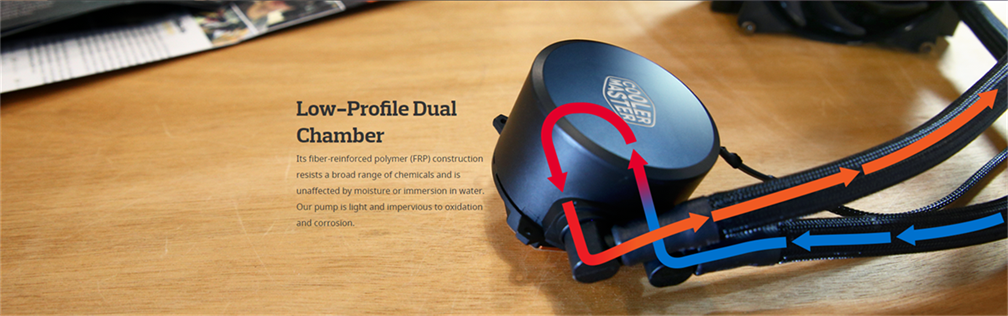 Low-Profile Dual
Chamber
Its fiber-reinforced polymer (FRP) construction
resists a broad range of chemicals and is
unaffected by moisture or immersion in water.
Our pump is light and impervious to oxidation
and corrosion.
COOLER
MASTER